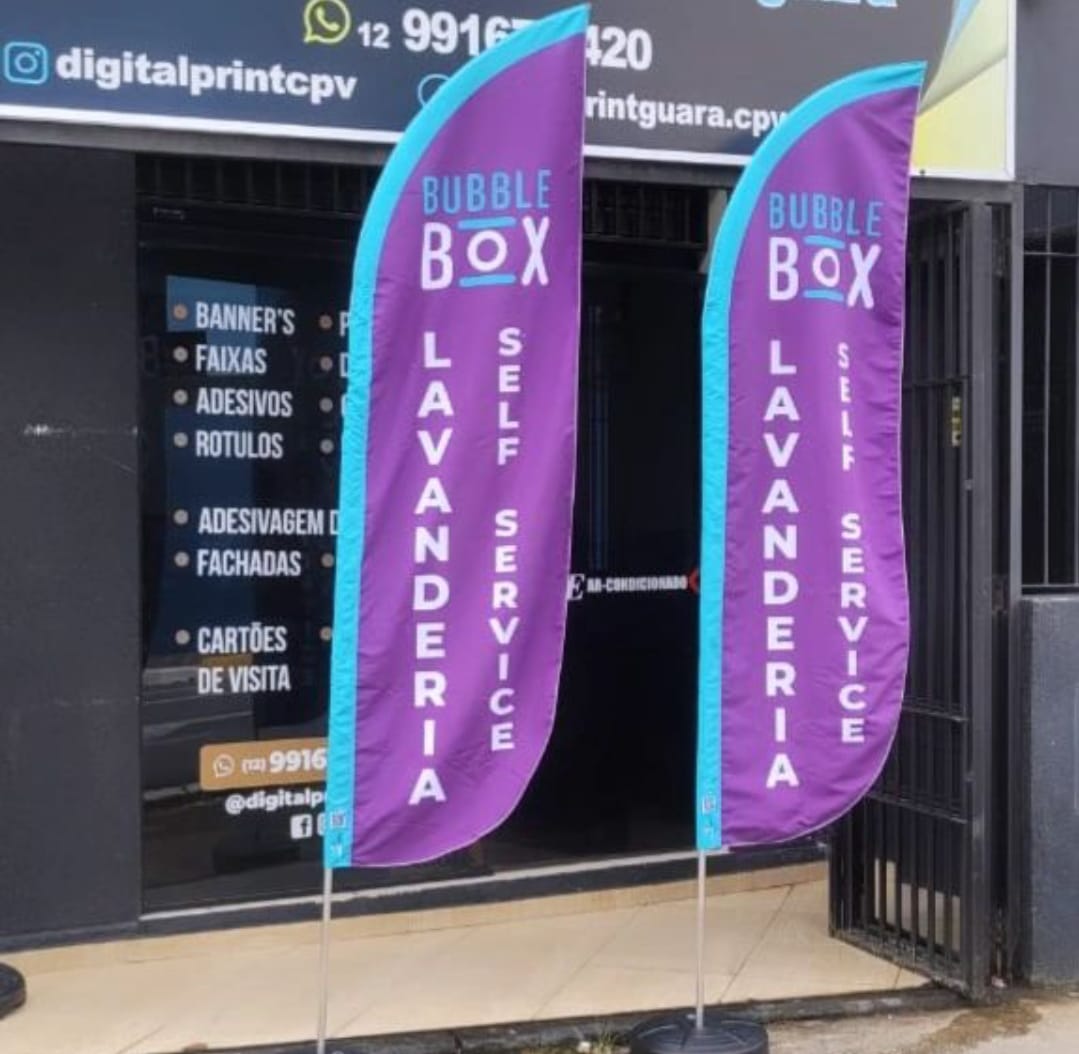 12 991
420
digitalprintcpv
rintguara.cpv
BUBBLE
BOX
LAVANDERIA
SELF SERVICE
BUBBLE
BOX
LAVANDERIA
SELF SERVICE
BANNER'S
FAIXAS
ADESIVOS
ROTULOS
ADESIVAGEM D
FACHADAS
CARTÕES
DE VISITA
(12) 9916
@digitalp
AR-CONDICIONADO